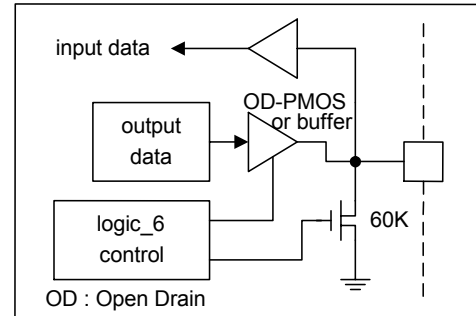 input data
OD-PMOS
or buffer
output
data
logic_6
control
60K
OD : Open Drain